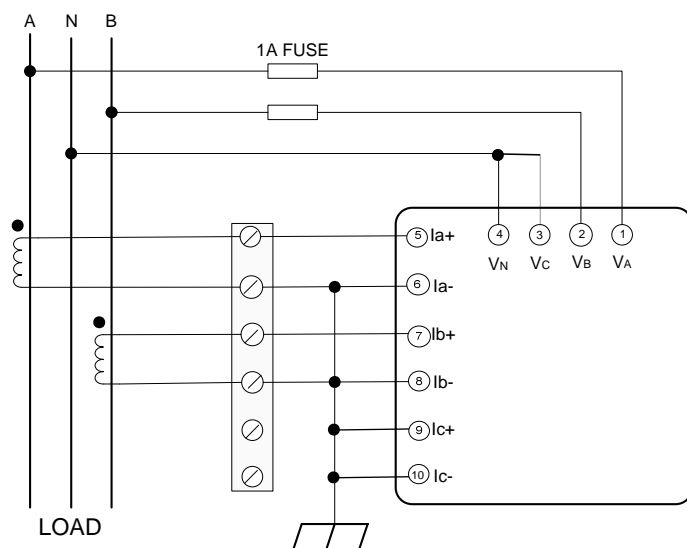 A N B
1A FUSE
5 Ia+
4 3 2 1
VN VC VB VA
6 Ia-
7 Ib+
8 Ib-
9 Ic+
10 Ic-
LOAD